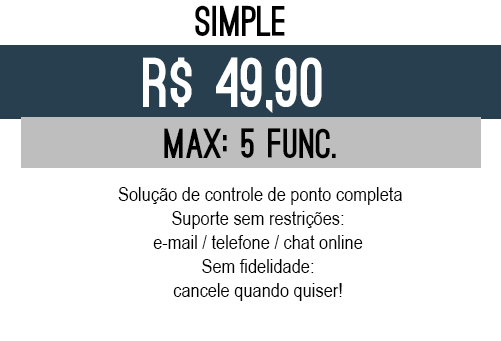 SIMPLE
R$ 49,90
MAX: 5 FUNC.
Solução de controle de ponto completa
Suporte sem restrições:
e-mail / telefone / chat online
Sem fidelidade:
cancele quando quiser!